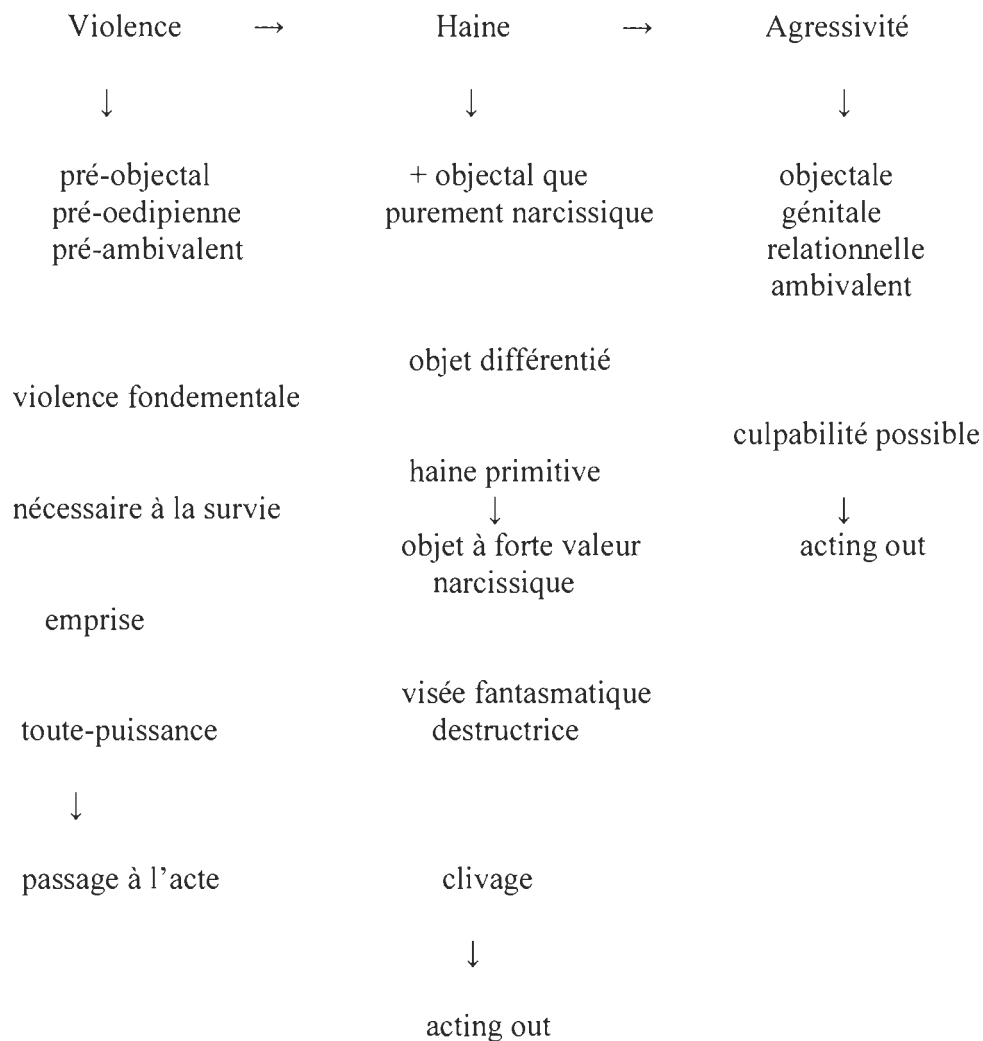 Violence → Haine → Agressivité
↓ ↓ ↓
pré-objectal + objectal que objectale
pré-oedipienne purement narcissique génitale
pré-ambivalent relationnelle
ambivalent
objet différentié
violence fondementale
culpabilité possible
haine primitive
nécessaire à la survie ↓ ↓
objet à forte valeur acting out
narcissique
emprise
visée fantasmatique
toute-puissance destructrice
↓
passage à l'acte clivage
↓
acting out